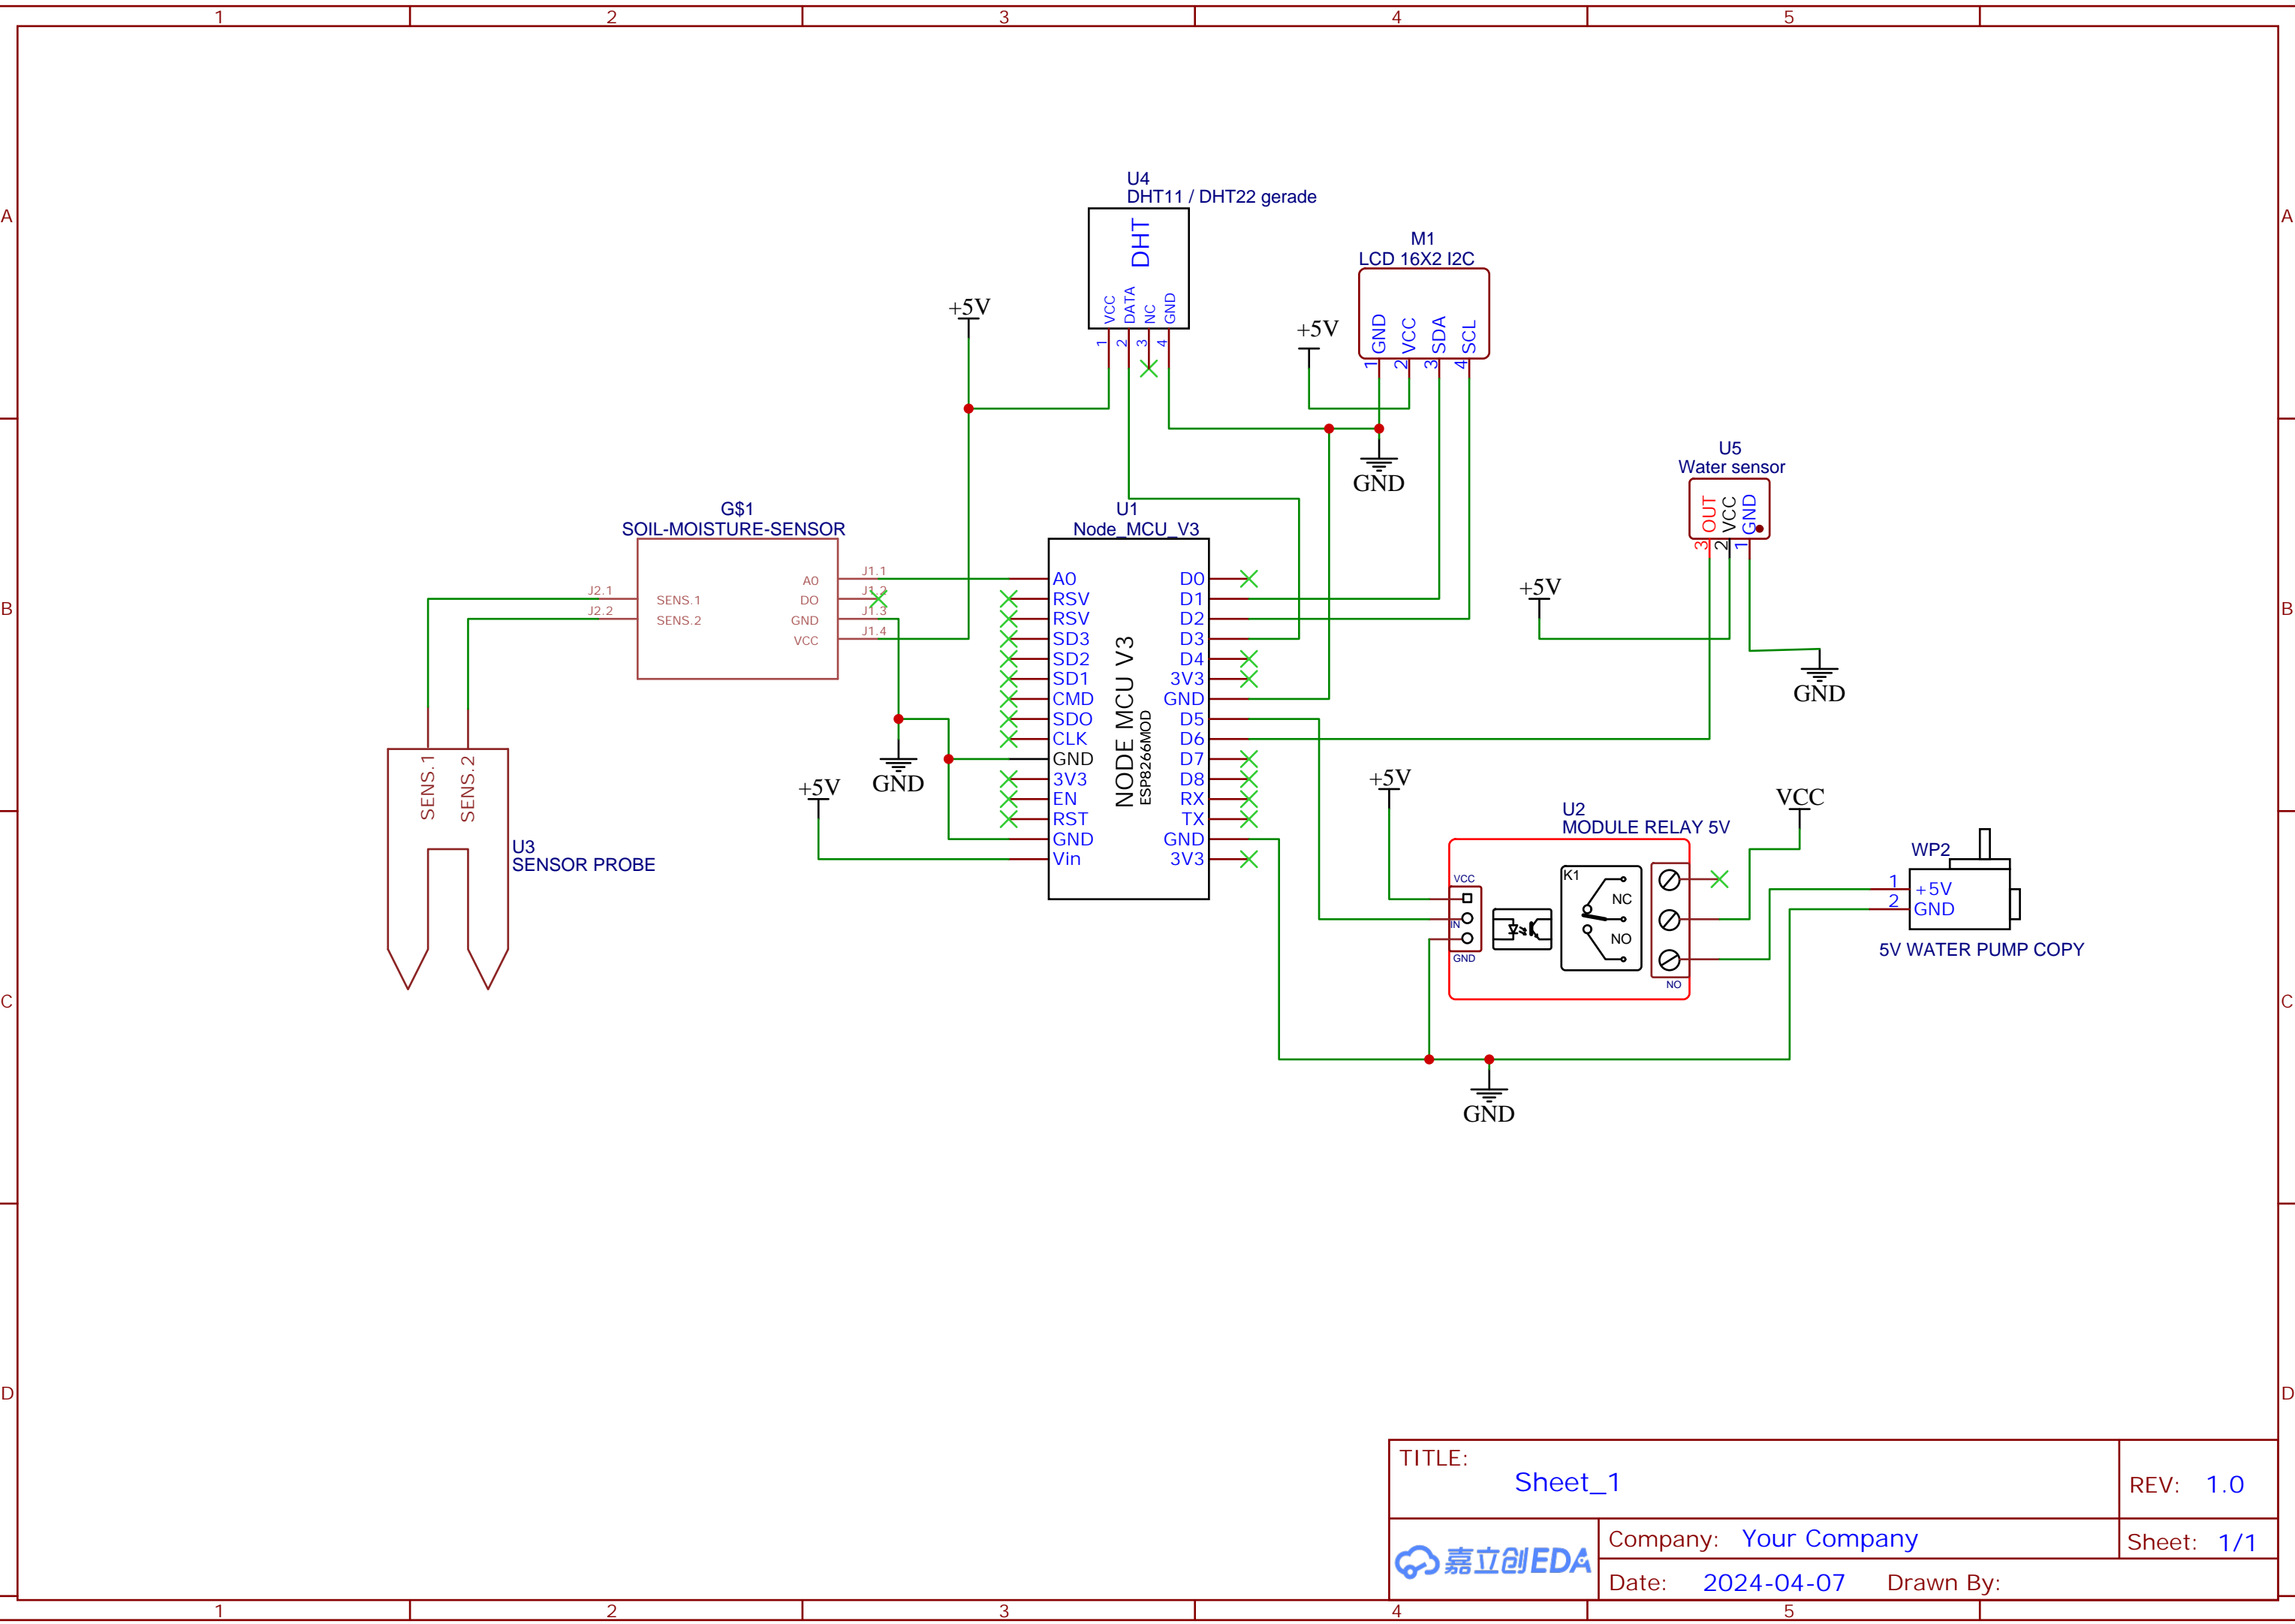 1 2 3 4 5
A A
U4
DHT11 / DHT22 gerade
DHT
VCC
DATA
NC
GND
1 2 3 4
M1
LCD 16X2 I2C
GND
VCC
SDA
SCL
1 2 3 4
+5V
+5V
GND
U5
Water sensor
OUT
VCC
GND
3 2 1
+5V
GND
B B
G$1
SOIL-MOISTURE-SENSOR
J2.1
J2.2
SENS.1
SENS.2
A0
DO
GND
VCC
J1.1
J1.2
J1.3
J1.4
U1
Node_MCU_V3
A0
RSV
RSV
SD3
SD2
SD1
CMD
SDO
CLK
GND
3V3
EN
RST
GND
Vin
NODE MCU V3
ESP8266MOD
D0
D1
D2
D3
D4
3V3
GND
D5
D6
D7
D8
RX
TX
GND
3V3
GND
+5V
SENS.1
SENS.2
U3
SENSOR PROBE
+5V
VCC
U2
MODULE RELAY 5V
VCC
IN
GND
K1
NC
NO
NO
WP2
1 +5V
2 GND
5V WATER PUMP COPY
GND
C C
D D
TITLE:
Sheet_1
REV: 1.0
嘉立创EDA
Company: Your Company
Sheet: 1/1
Date: 2024-04-07 Drawn By:
1 2 3 4 5